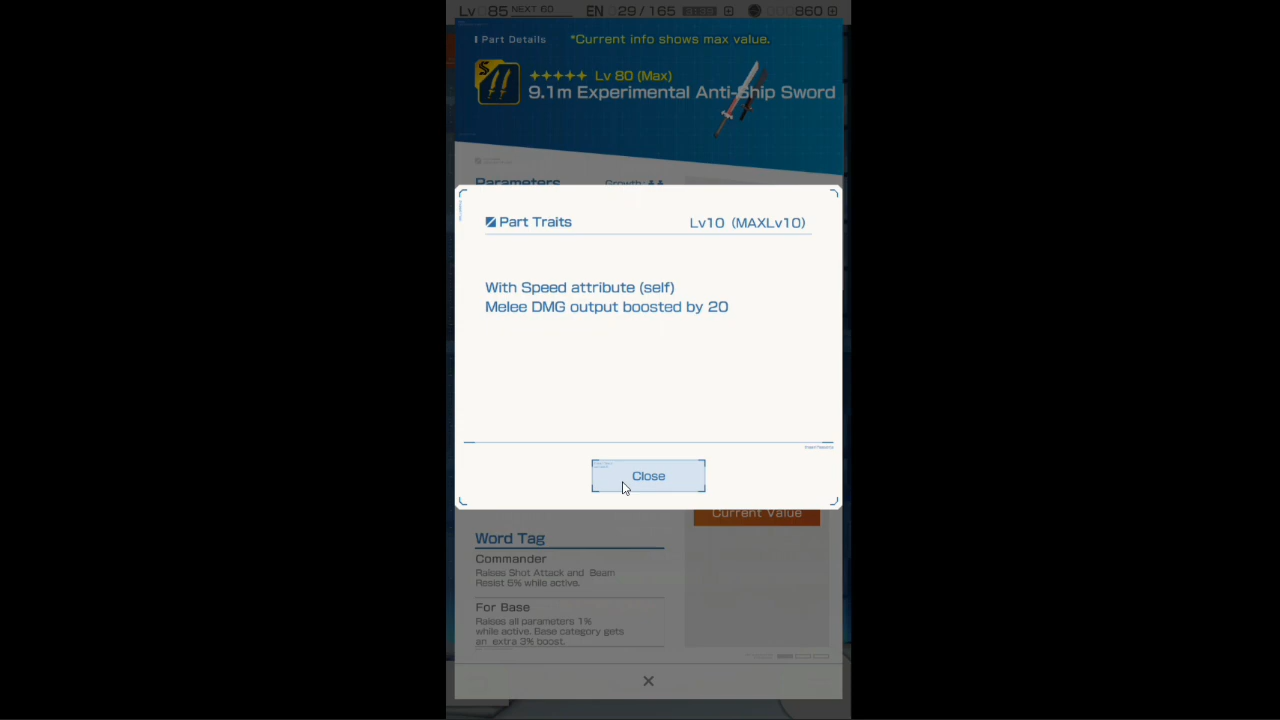 Lv 85 NEXT 60 EN 29/165 860
Part Details *Current info shows max value.
Lv 80 (Max)
9.1m Experimental Anti-Ship Sword
Parameters Growth:
Part Traits Lv10 (MAXLv10)
With Speed attribute (self)
Melee DMG output boosted by 20
Close
Current Value
Word Tag
Commander
Raises Shot Attack and Beam
Resist 5% while active.
For Base
Raises all parameters 1%
while active. Base category gets
an extra 3% boost.